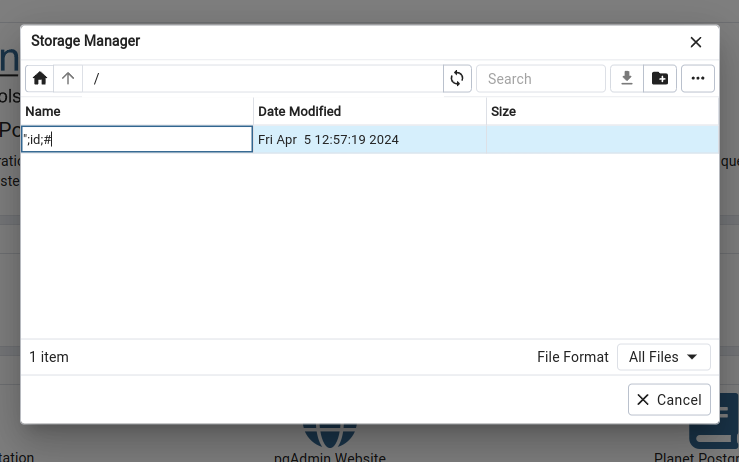 Storage Manager
n
/
Search
ols
Name
Date Modified
Size
Po
";id;#
Fri Apr 5 12:57:19 2024
rati
que
ste
1 item
File Format
All Files
Cancel
tation
pgAdmin Website
Planet Postgr